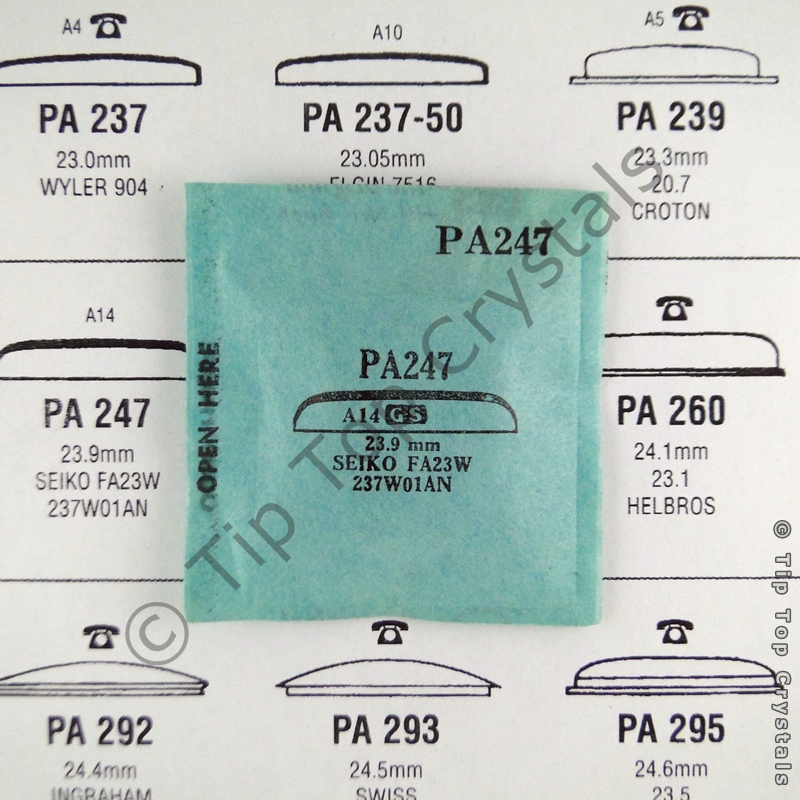 A4
A10
A5
PA 237
PA 237-50
PA 239
23.0mm
23.05mm
23.3mm
WYLER 904
ELGIN 7516
20.7
CROTON
PA247
OPEN HERE
PA247
A14 GS
23.9 mm
SEIKO FA23W
237W01AN
A14
PA 247
23.9mm
SEIKO FA23W
237W01AN
PA 260
24.1mm
23.1
HELBROS
PA 292
PA 293
PA 295
24.4mm
24.5mm
24.6mm
INGRAHAM
SWISS
23.5
© Tip Top Crystals
© Tip Top Crystals